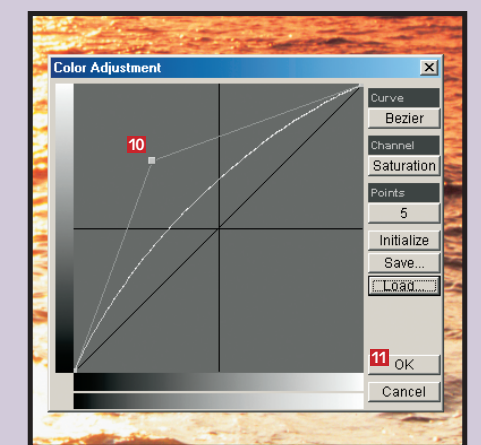 Color Adjustment
10
Curve
Bezier
Channel
Saturation
Points
5
Initialize
Save...
Load...
11 OK
Cancel